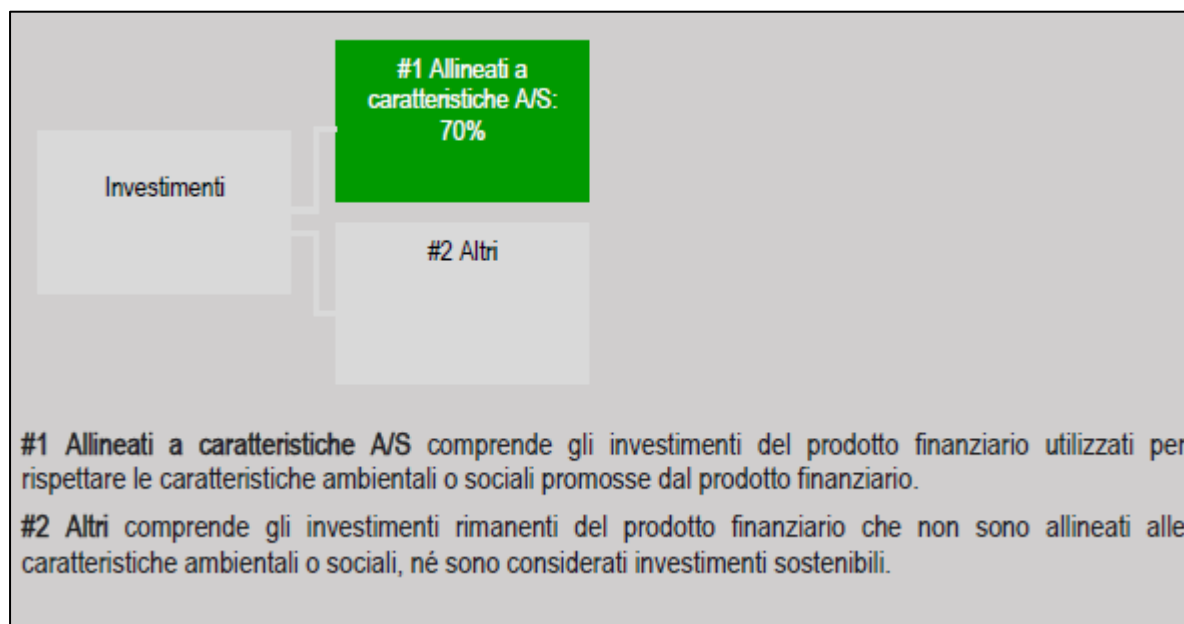 #1 Allineati a
caratteristiche A/S:
70%
Investimenti
#2 Altri
#1 Allineati a caratteristiche A/S comprende gli investimenti del prodotto finanziario utilizzati per
rispettare le caratteristiche ambientali o sociali promosse dal prodotto finanziario.
#2 Altri comprende gli investimenti rimanenti del prodotto finanziario che non sono allineati alle
caratteristiche ambientali o sociali, né sono considerati investimenti sostenibili.